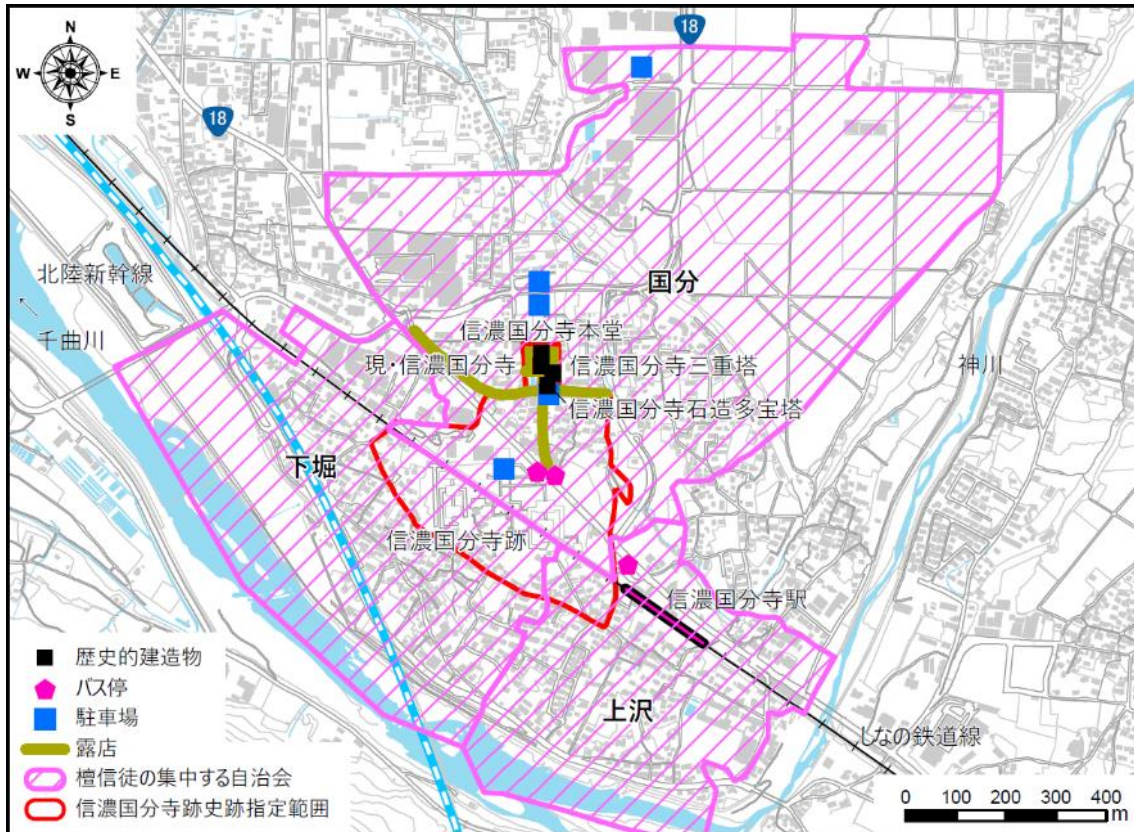 N
W E
S
18
18
北陸新幹線
千曲川
国分
信濃国分寺本堂
現・信濃国分寺
信濃国分寺三重塔
神川
信濃国分寺石造多宝塔
下堀
信濃国分寺跡
信濃国分寺駅
上沢
しなの鉄道線
歴史的建造物
バス停
駐車場
露店
檀信徒の集中する自治会
信濃国分寺跡史跡指定範囲
0 100 200 300 400
m